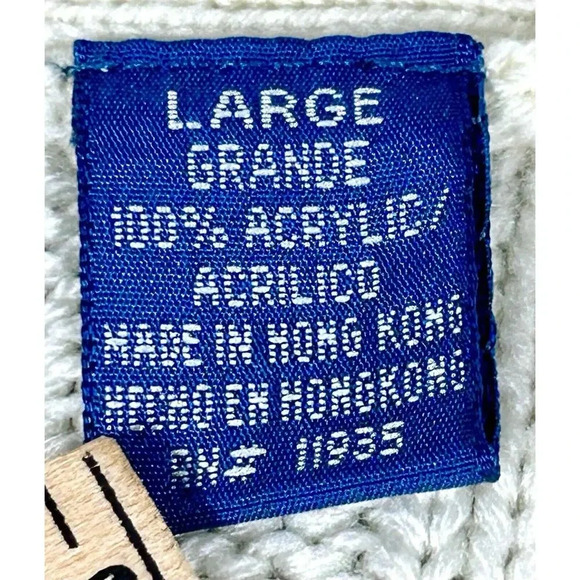 LARGE
GRANDE
100% ACRYLIC/
ACRILICO
MADE IN HONG KONG
HECHO EN HONGKONG
RN# 11935